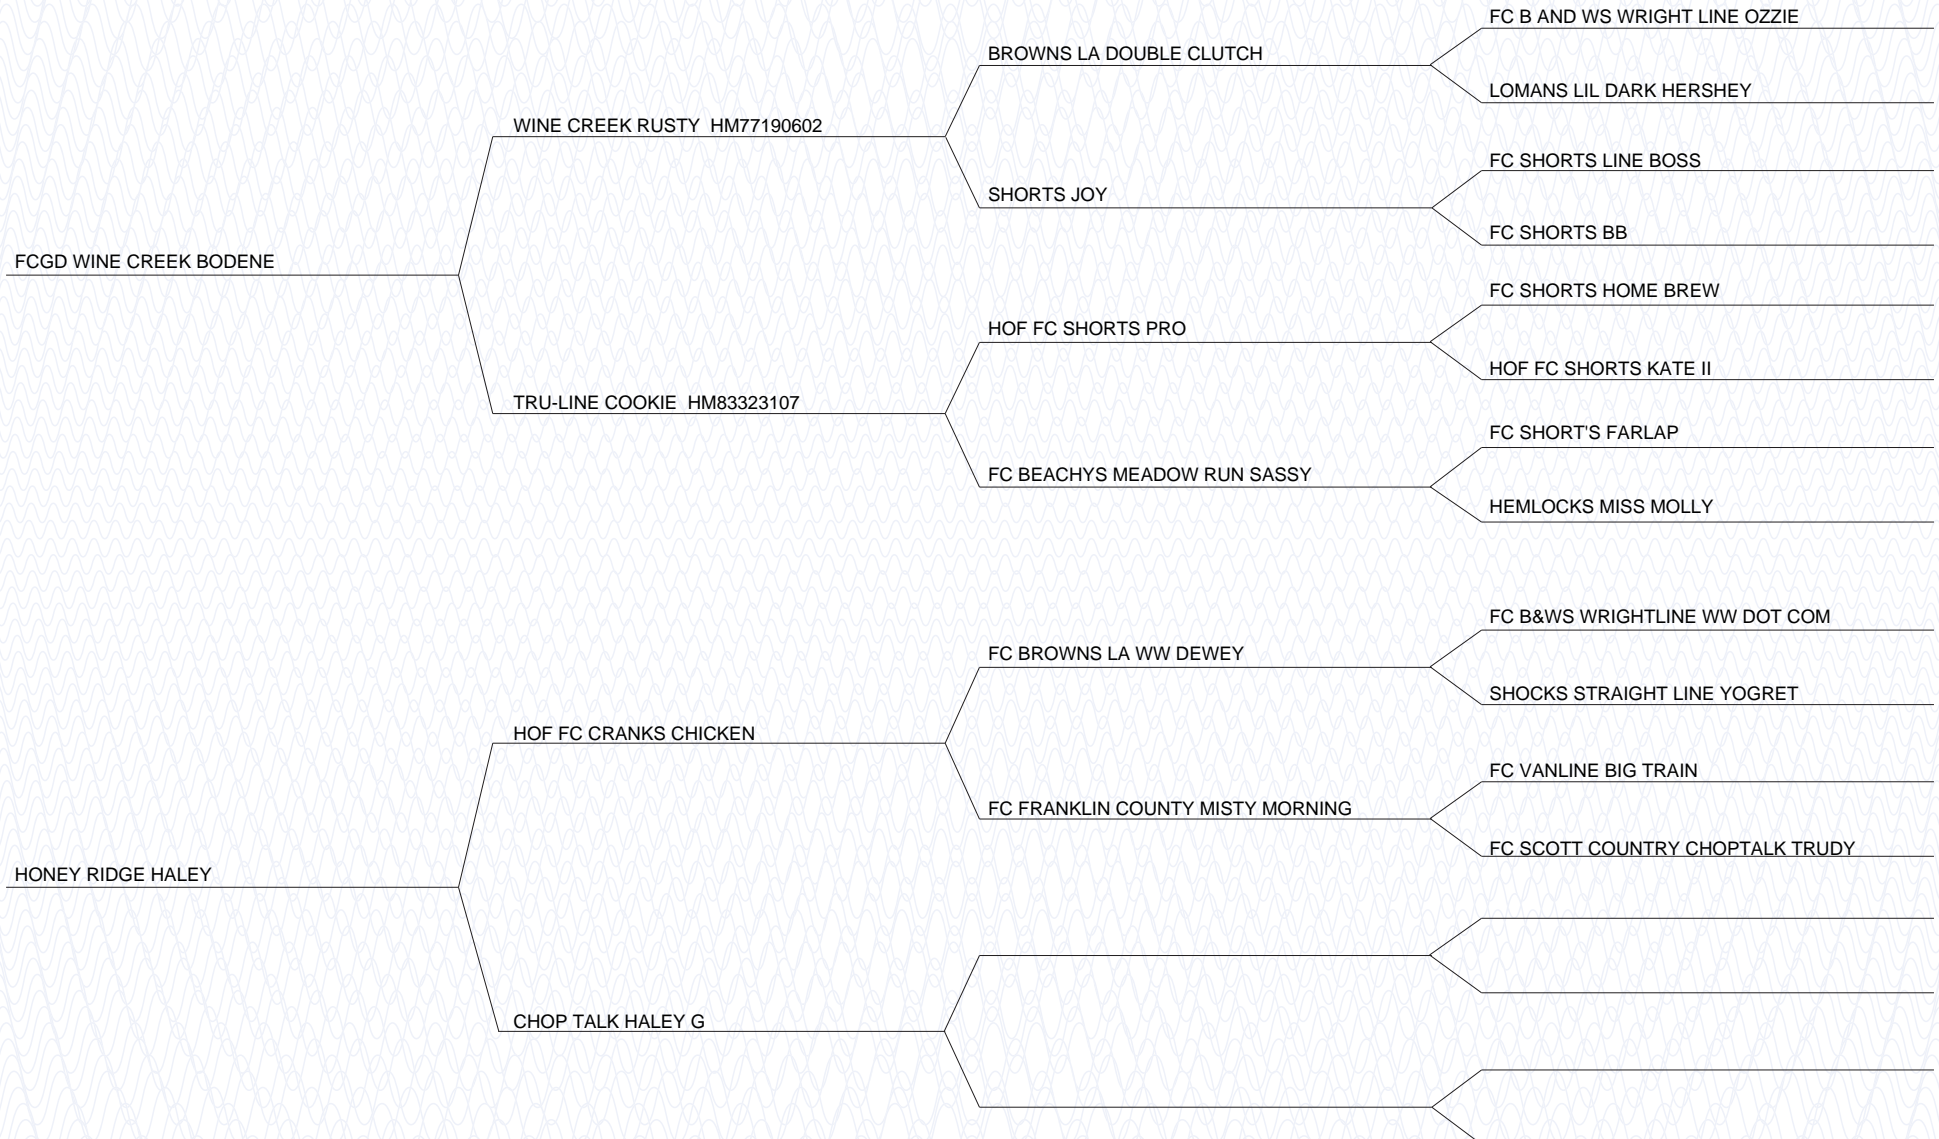 FCGD WINE CREEK BODENE
WINE CREEK RUSTY  HM77190602
BROWNS LA DOUBLE CLUTCH
FC B AND WS WRIGHT LINE OZZIE
LOMANS LIL DARK HERSHEY
SHORTS JOY
FC SHORTS LINE BOSS
FC SHORTS BB
TRU-LINE COOKIE  HM83323107
HOF FC SHORTS PRO
FC SHORTS HOME BREW
HOF FC SHORTS KATE II
FC BEACHYS MEADOW RUN SASSY
FC SHORT'S FARLAP
HEMLOCKS MISS MOLLY
HONEY RIDGE HALEY
HOF FC CRANKS CHICKEN
FC BROWNS LA WW DEWEY
FC B&WS WRIGHTLINE WW DOT COM
SHOCKS STRAIGHT LINE YOGRET
FC FRANKLIN COUNTY MISTY MORNING
FC VANLINE BIG TRAIN
FC SCOTT COUNTRY CHOPTALK TRUDY
CHOP TALK HALEY G